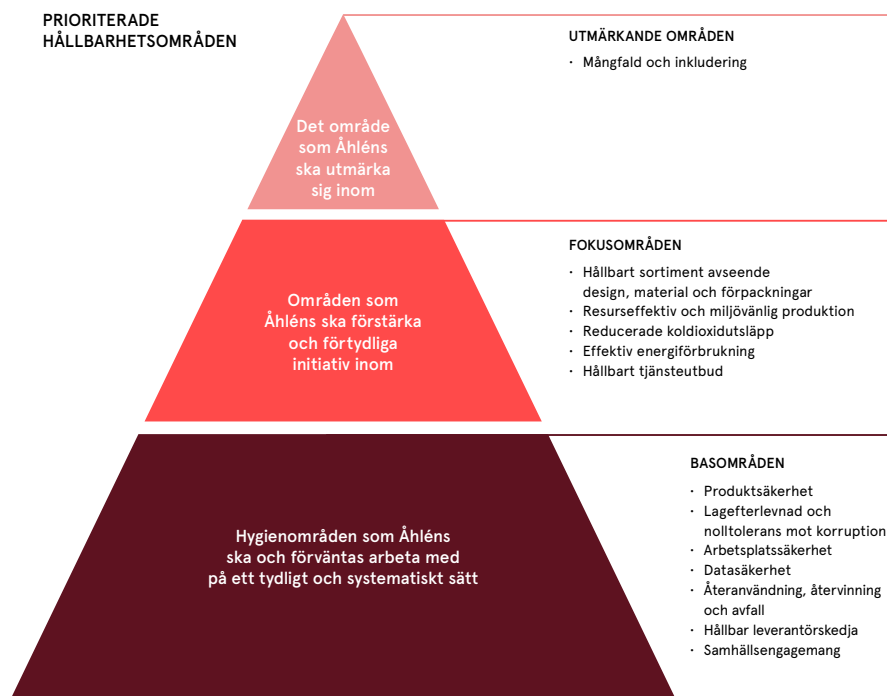 PRIORITERADE
HÅLLBARHETSOMRÅDEN
Det område
som Åhléns
ska utmärka
sig inom
UTMÄRKANDE OMRÅDEN
· Mångfald och inkludering
Områden som
Åhléns ska förstärka
och förtydliga
initiativ inom
FOKUSOMRÅDEN
· Hållbart sortiment avseende
design, material och förpackningar
· Resurseffektiv och miljövänlig produktion
· Reducerade koldioxidutsläpp
· Effektiv energiförbrukning
· Hållbart tjänsteutbud
Hygienområden som Åhléns
ska och förväntas arbeta med
på ett tydligt och systematiskt sätt
BASOMRÅDEN
· Produktsäkerhet
· Lagefterlevnad och
nolltolerans mot korruption
· Arbetsplatssäkerhet
· Datasäkerhet
· Återanvändning, återvinning
och avfall
· Hållbar leverantörskedja
· Samhällsengagemang